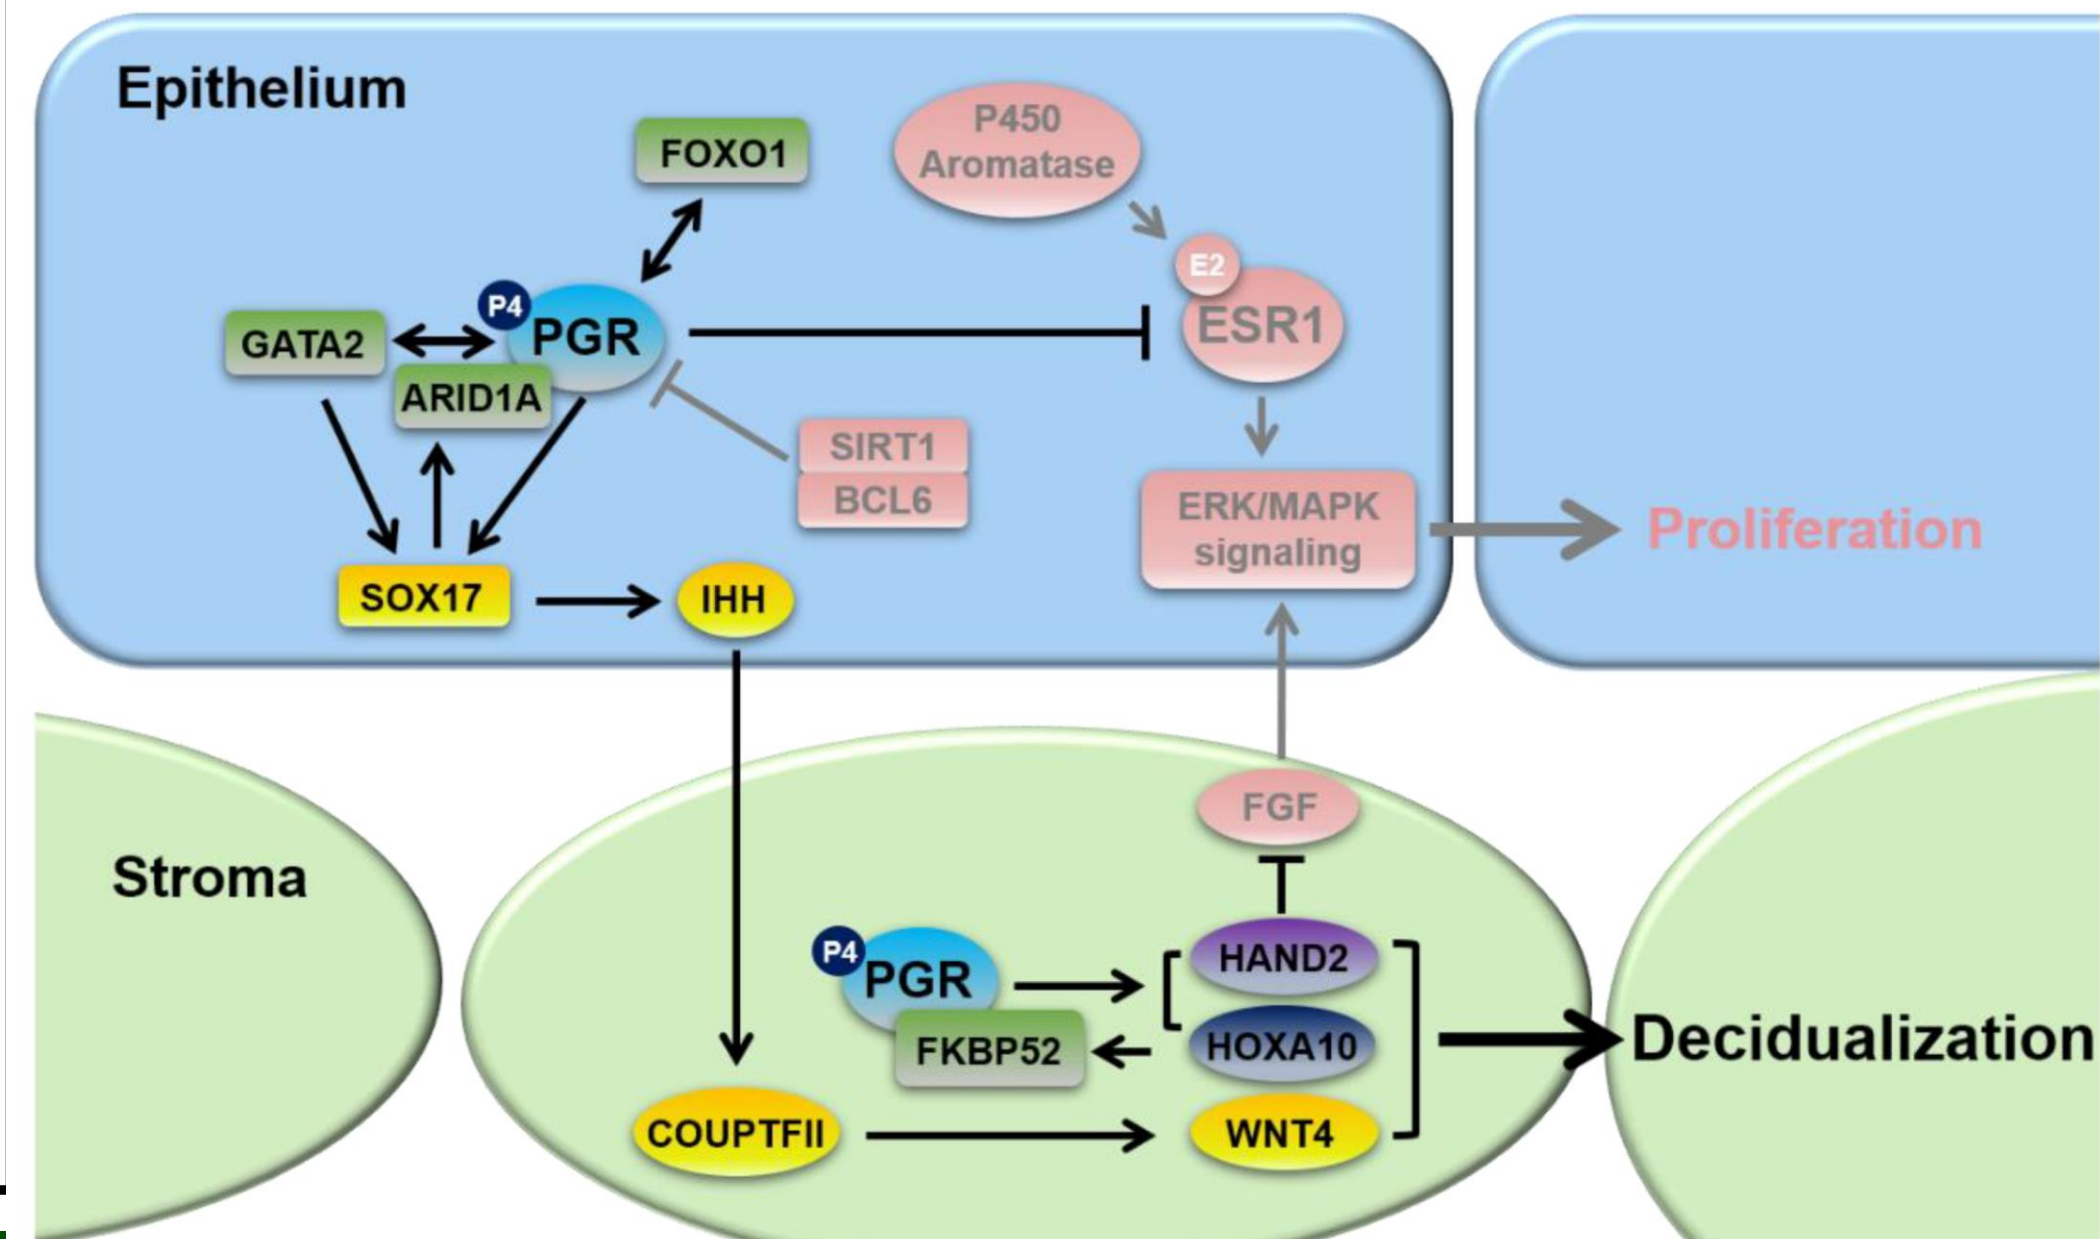 Epithelium
FOXO1
P450
Aromatase
E2
ESR1
P4
PGR
GATA2
ARID1A
SIRT1
BCL6
ERK/MAPK
signaling
Proliferation
SOX17
IHH
Stroma
FGF
P4
PGR
HAND2
FKBP52
HOXA10
Decidualization
COUPTFII
WNT4